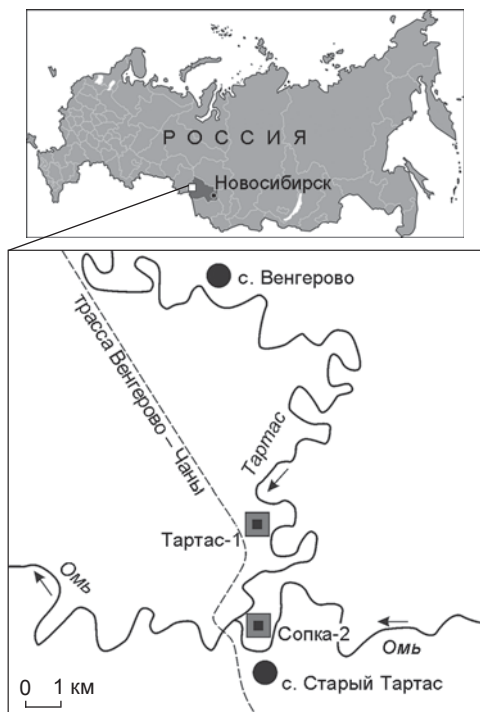 РОССИЯ
Новосибирск
с. Венгерово
трасса Венгерово – Чаны
Тартас
Тартас-1
Омь
Сопка-2
Омь
0 1 км
с. Старый Тартас